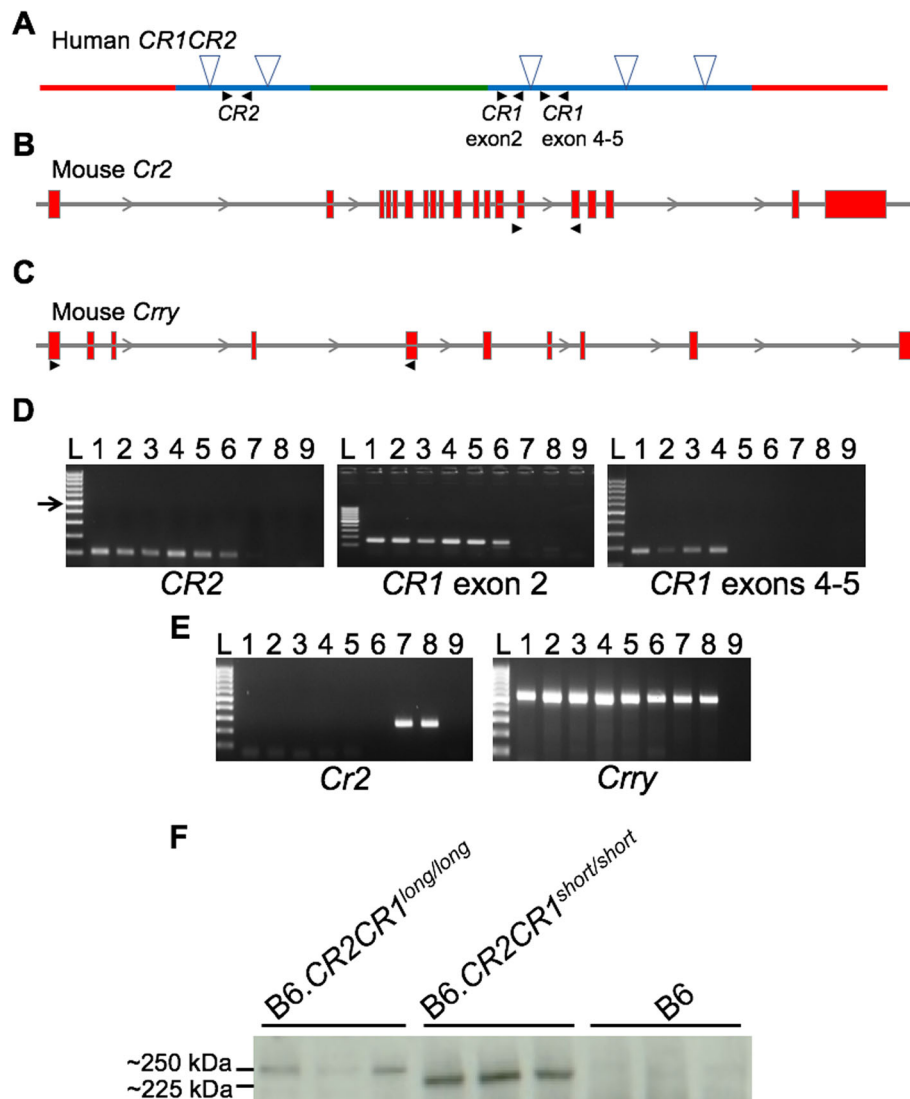 A
Human CR1CR2
CR2
CR1 exon2
CR1 exon 4-5
B
Mouse Cr2
C
Mouse Crry
D
L 1 2 3 4 5 6 7 8 9
L 1 2 3 4 5 6 7 8 9
L 1 2 3 4 5 6 7 8 9
CR2
CR1 exon 2
CR1 exons 4-5
E
L 1 2 3 4 5 6 7 8 9
L 1 2 3 4 5 6 7 8 9
Cr2
Crry
F
B6.CR2CR1long/long
B6.CR2CR1short/short
B6
~250 kDa
~225 kDa